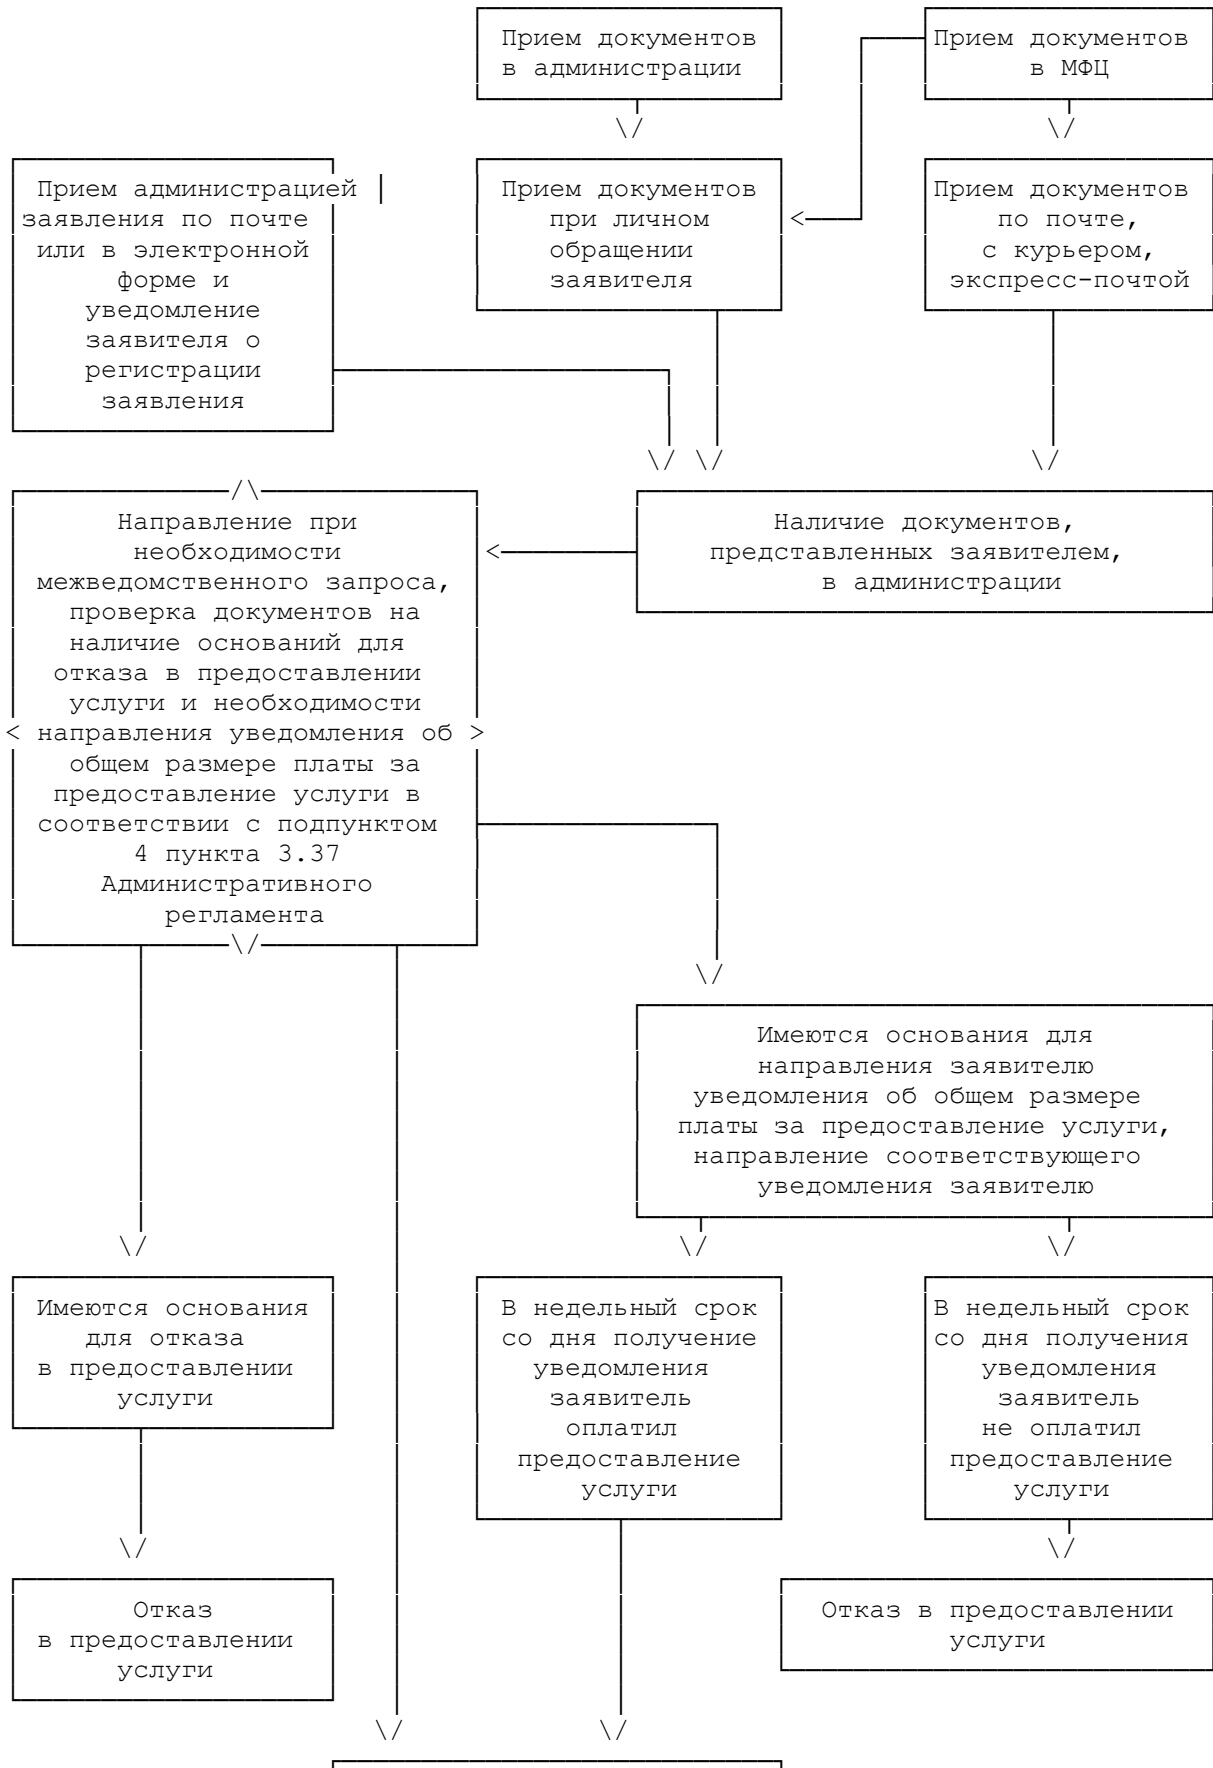 Прием документов
в администрации
Прием документов
в МФЦ
Прием администрацией |
заявления по почте
или в электронной
форме и
уведомление
заявителя о
регистрации
заявления
Прием документов
при личном
обращении
заявителя
Прием документов
по почте,
с курьером,
экспресс-почтой
Наличие документов,
представленных заявителем,
в администрации
Направление при
необходимости
межведомственного запроса,
проверка документов на
наличие оснований для
отказа в предоставлении
услуги и необходимости
направления уведомления об
общем размере платы за
предоставление услуги в
соответствии с подпунктом
4 пункта 3.37
Административного
регламента
Имеются основания для
направления заявителю
уведомления об общем размере
платы за предоставление услуги,
направление соответствующего
уведомления заявителю
Имеются основания
для отказа
в предоставлении
услуги
В недельный срок
со дня получение
уведомления
заявитель
оплатил
предоставление
услуги
В недельный срок
со дня получения
уведомления
заявитель
не оплатил
предоставление
услуги
Отказ
в предоставлении
услуги
Отказ в предоставлении
услуги